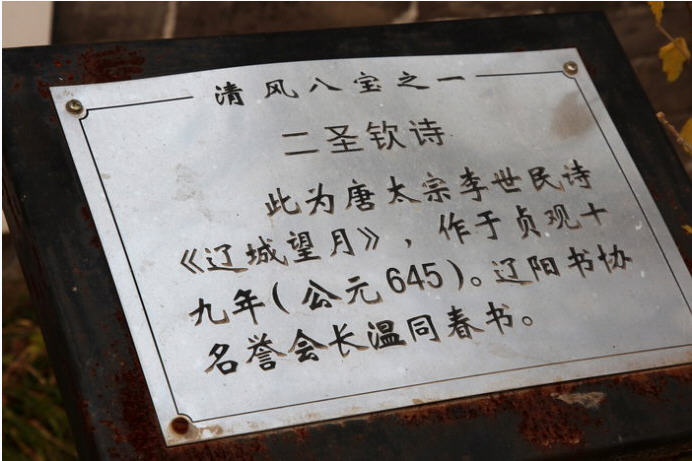 清风八宝之一
二圣钦诗
此为唐太宗李世民诗
《辽城望月》，作于贞观十
九年(公元645)。辽阳书协
名誉会长温同春书。